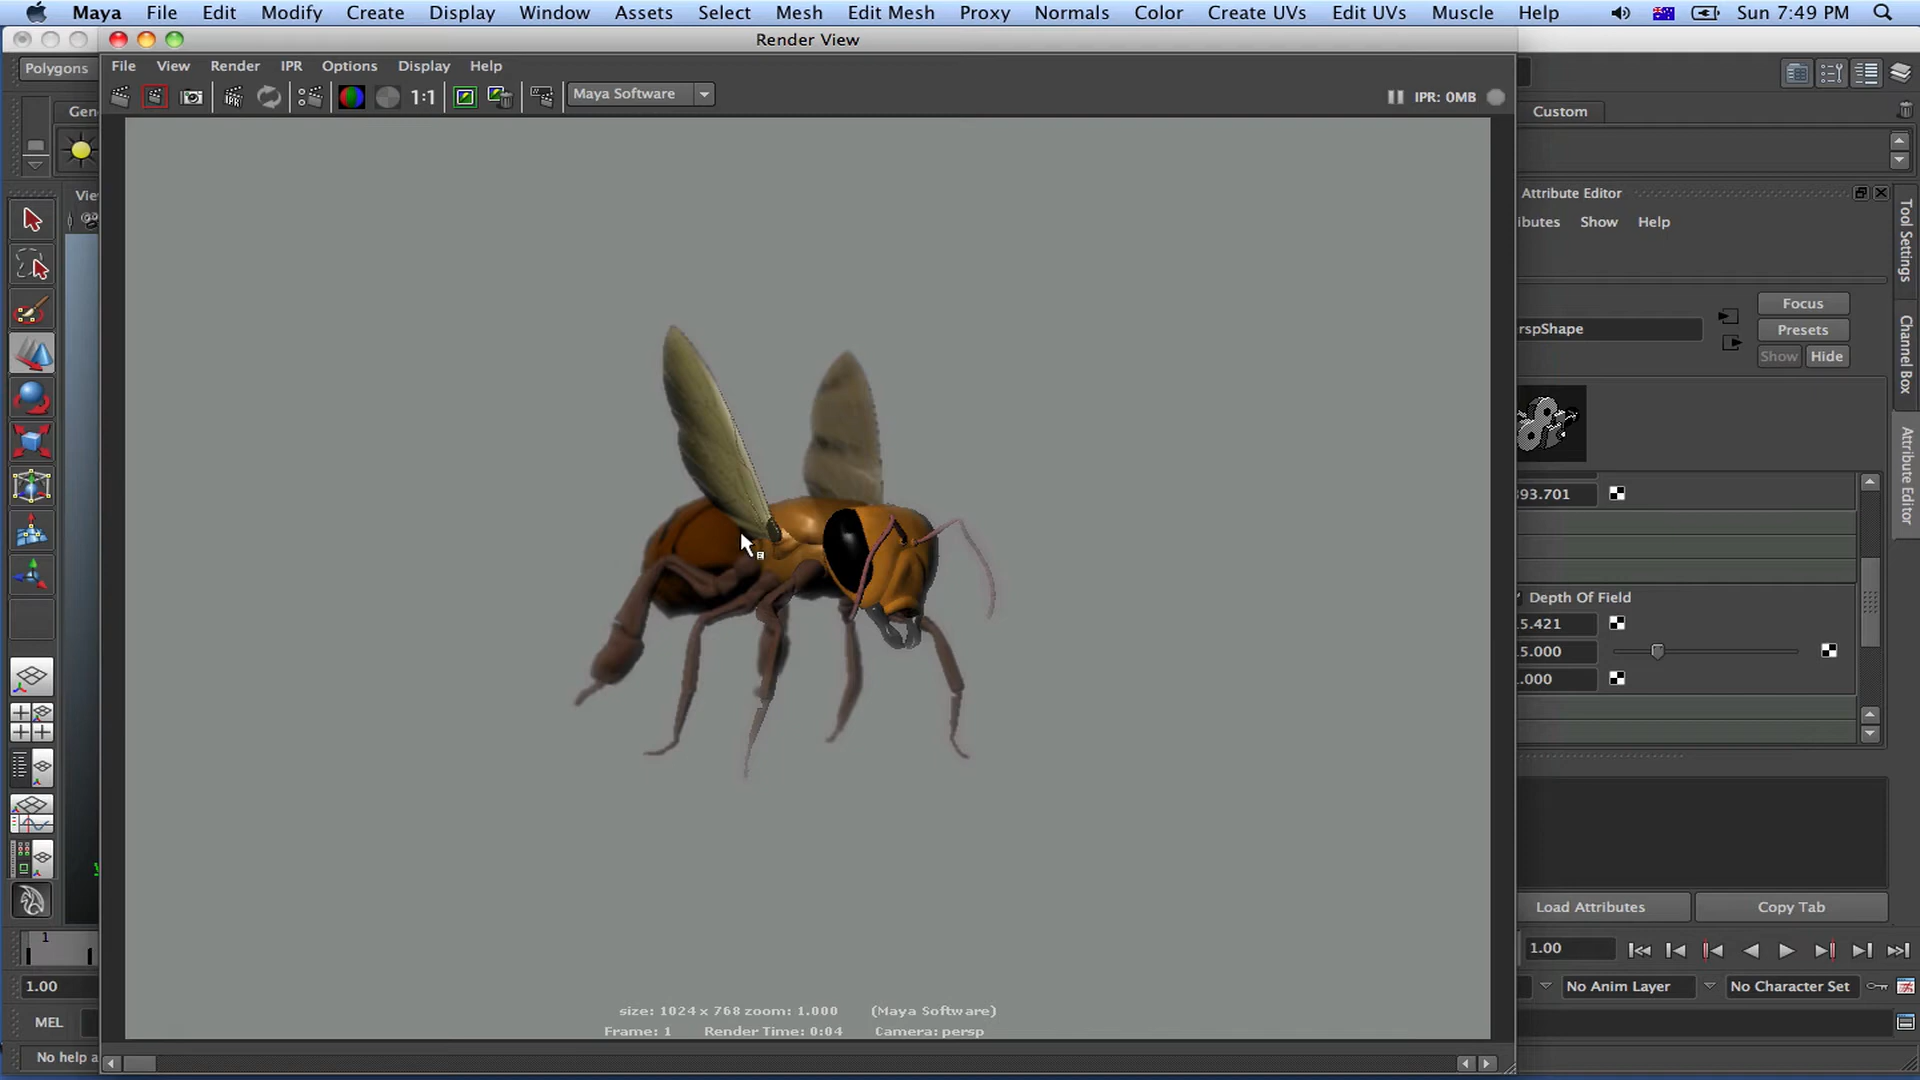 Maya File Edit Modify Create Display Window Assets Select Mesh Edit Mesh Proxy Normals Color Create UVs Edit UVs Muscle Help Sun 7:49 PM
Render View
Polygons
File View Render IPR Options Display Help
IPR 1:1 Maya Software IPR: 0MB
Gen
Custom
View
Attribute Editor
ibutes Show Help
Tool Settings
Channel Box
Attribute Editor
Focus
rspShape
Presets
Show Hide
393.701
Depth Of Field
5.421
5.000
.000
Load Attributes Copy Tab
1
1.00
1.00
No Anim Layer No Character Set
size: 1024 x 768 zoom: 1.000 (Maya Software)
Frame: 1 Render Time: 0:04 Camera: persp
MEL
No help a